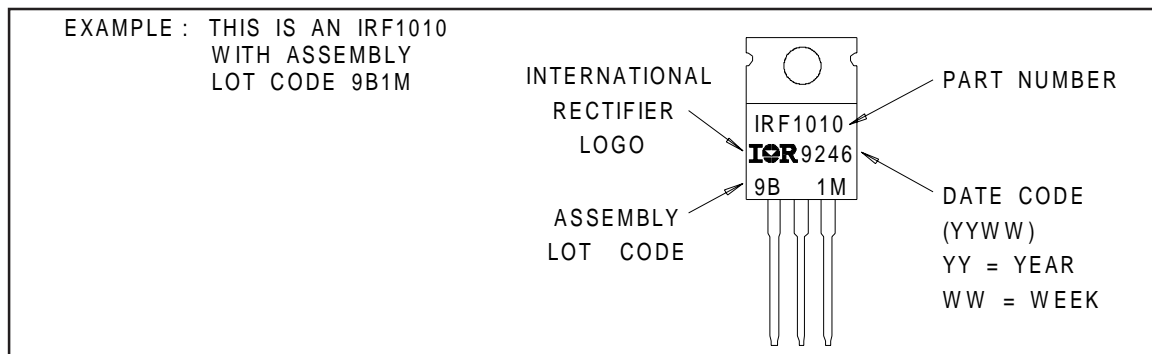 EXAMPLE : THIS IS AN IRF1010
WITH ASSEMBLY
LOT CODE 9B1M
INTERNATIONAL
RECTIFIER
LOGO
PART NUMBER
IRF1010
IOR 9246
9B 1M
ASSEMBLY
LOT CODE
DATE CODE
(YYWW)
YY = YEAR
WW = WEEK